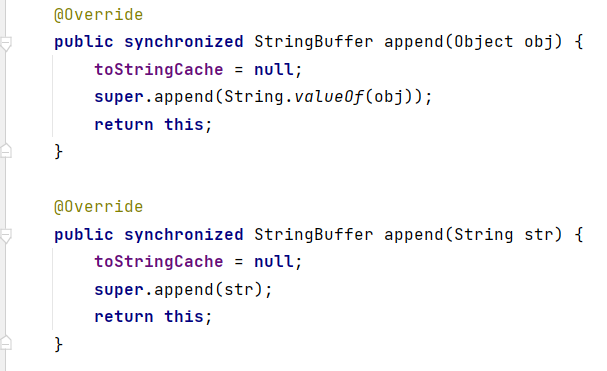 @Override
public synchronized StringBuffer append(Object obj) {
    toStringCache = null;
    super.append(String.valueOf(obj));
    return this;
}

@Override
public synchronized StringBuffer append(String str) {
    toStringCache = null;
    super.append(str);
    return this;
}